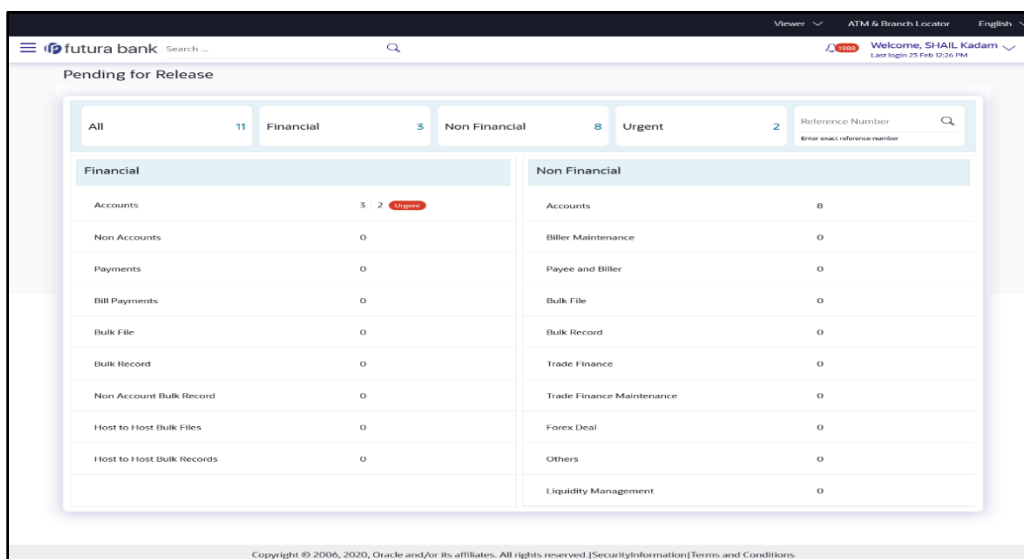 Viewer ATM & Branch Locator English
futura bank Search ... 1988 Welcome, SHAIL Kadam
Last login 25 Feb 12:26 PM
Pending for Release
All 11 Financial 3 Non Financial 8 Urgent 2 Reference Number
Enter exact reference number
Financial
Accounts 3 2 Urgent
Non Accounts 0
Payments 0
Bill Payments 0
Bulk File 0
Bulk Record 0
Non Account Bulk Record 0
Host to Host Bulk Files 0
Host to Host Bulk Records 0
Non Financial
Accounts 8
Biller Maintenance 0
Payee and Biller 0
Bulk File 0
Bulk Record 0
Trade Finance 0
Trade Finance Maintenance 0
Forex Deal 0
Others 0
Liquidity Management 0
Copyright © 2006, 2020, Oracle and/or its affiliates. All rights reserved.|SecurityInformation|Terms and Conditions